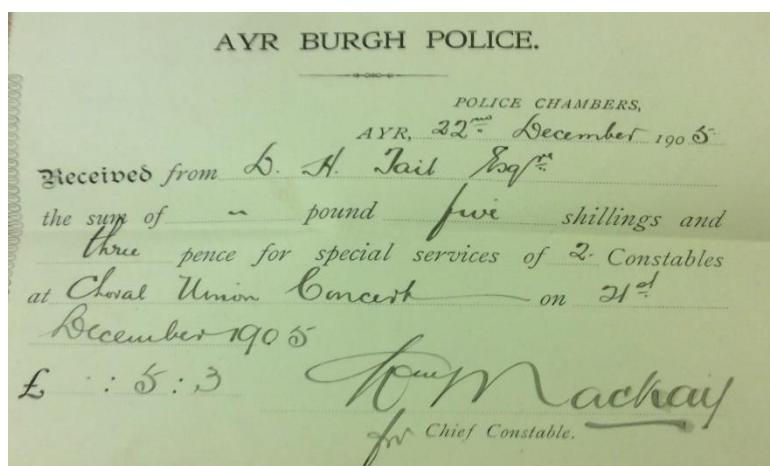 AYR BURGH POLICE.
POLICE CHAMBERS,
AYR, 22nd December 1905
Received from D. H. Tait Esqre
the sum of " pound five shillings and
three pence for special services of 2 Constables
at Choral Union Concert on 21st
December 1905
£ " : 5 : 3
Mackay
for Chief Constable.